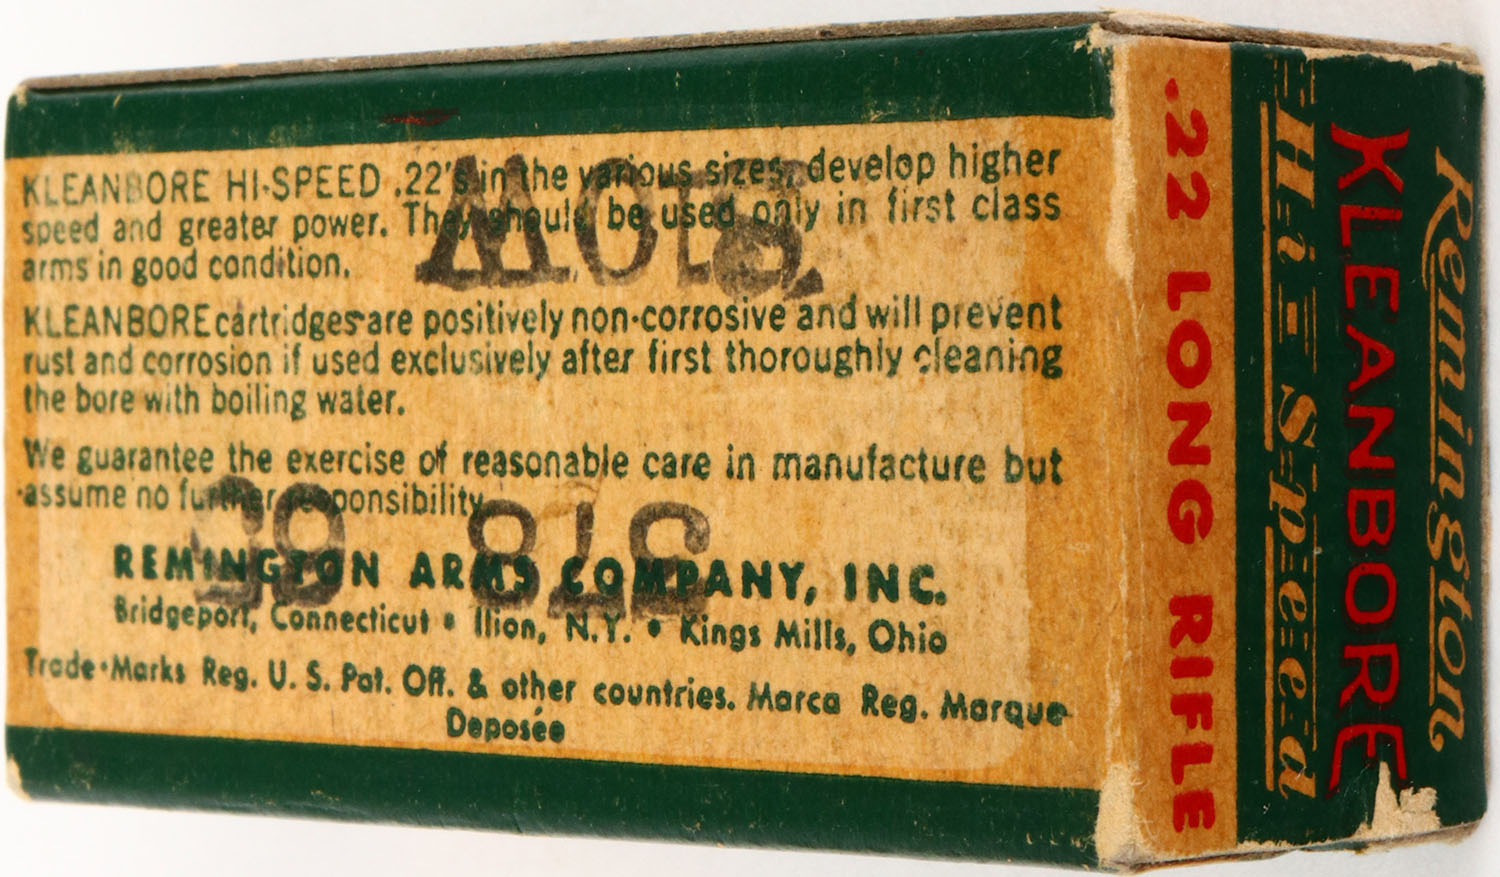 KLEANBORE HI-SPEED .22's in the various sizes, develop higher
speed and greater power. They should be used only in first class
arms in good condition.
KLEANBORE cartridges are positively non-corrosive and will prevent
rust and corrosion if used exclusively after first thoroughly cleaning
the bore with boiling water.
We guarantee the exercise of reasonable care in manufacture but
assume no further responsibility.
REMINGTON ARMS COMPANY, INC.
Bridgeport, Connecticut • Ilion, N.Y. • Kings Mills, Ohio
Trade-Marks Reg. U. S. Pat. Off. & other countries. Marca Reg. Marque
Deposée
Remington
KLEANBORE
Hi-Speed
.22 LONG RIFLE